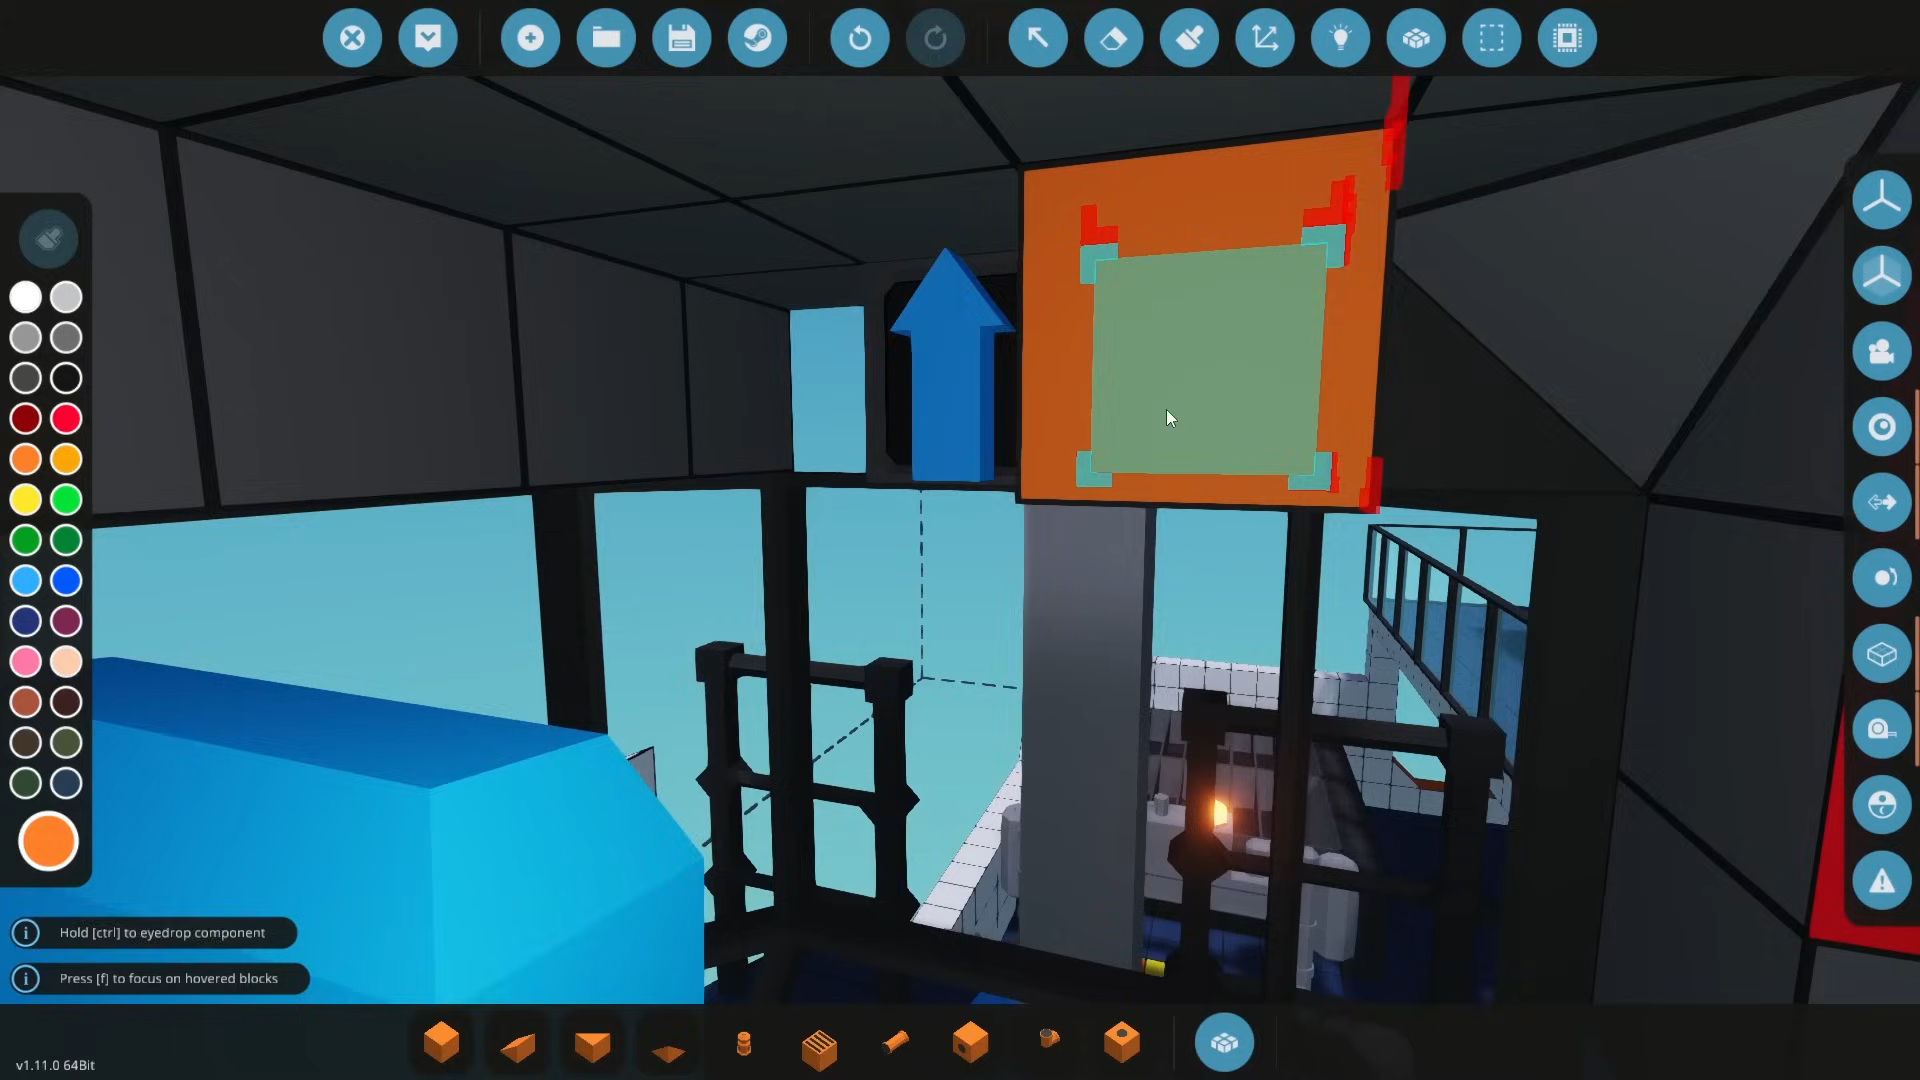 Hold [ctrl] to eyedrop component
Press [f] to focus on hovered blocks
v1.11.0 64Bit